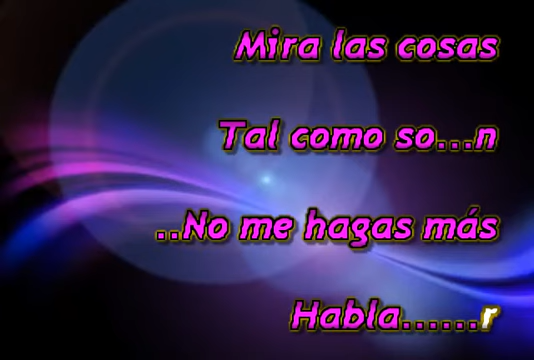 Mira las cosas
Tal como so...n
..No me hagas más
Habla......r